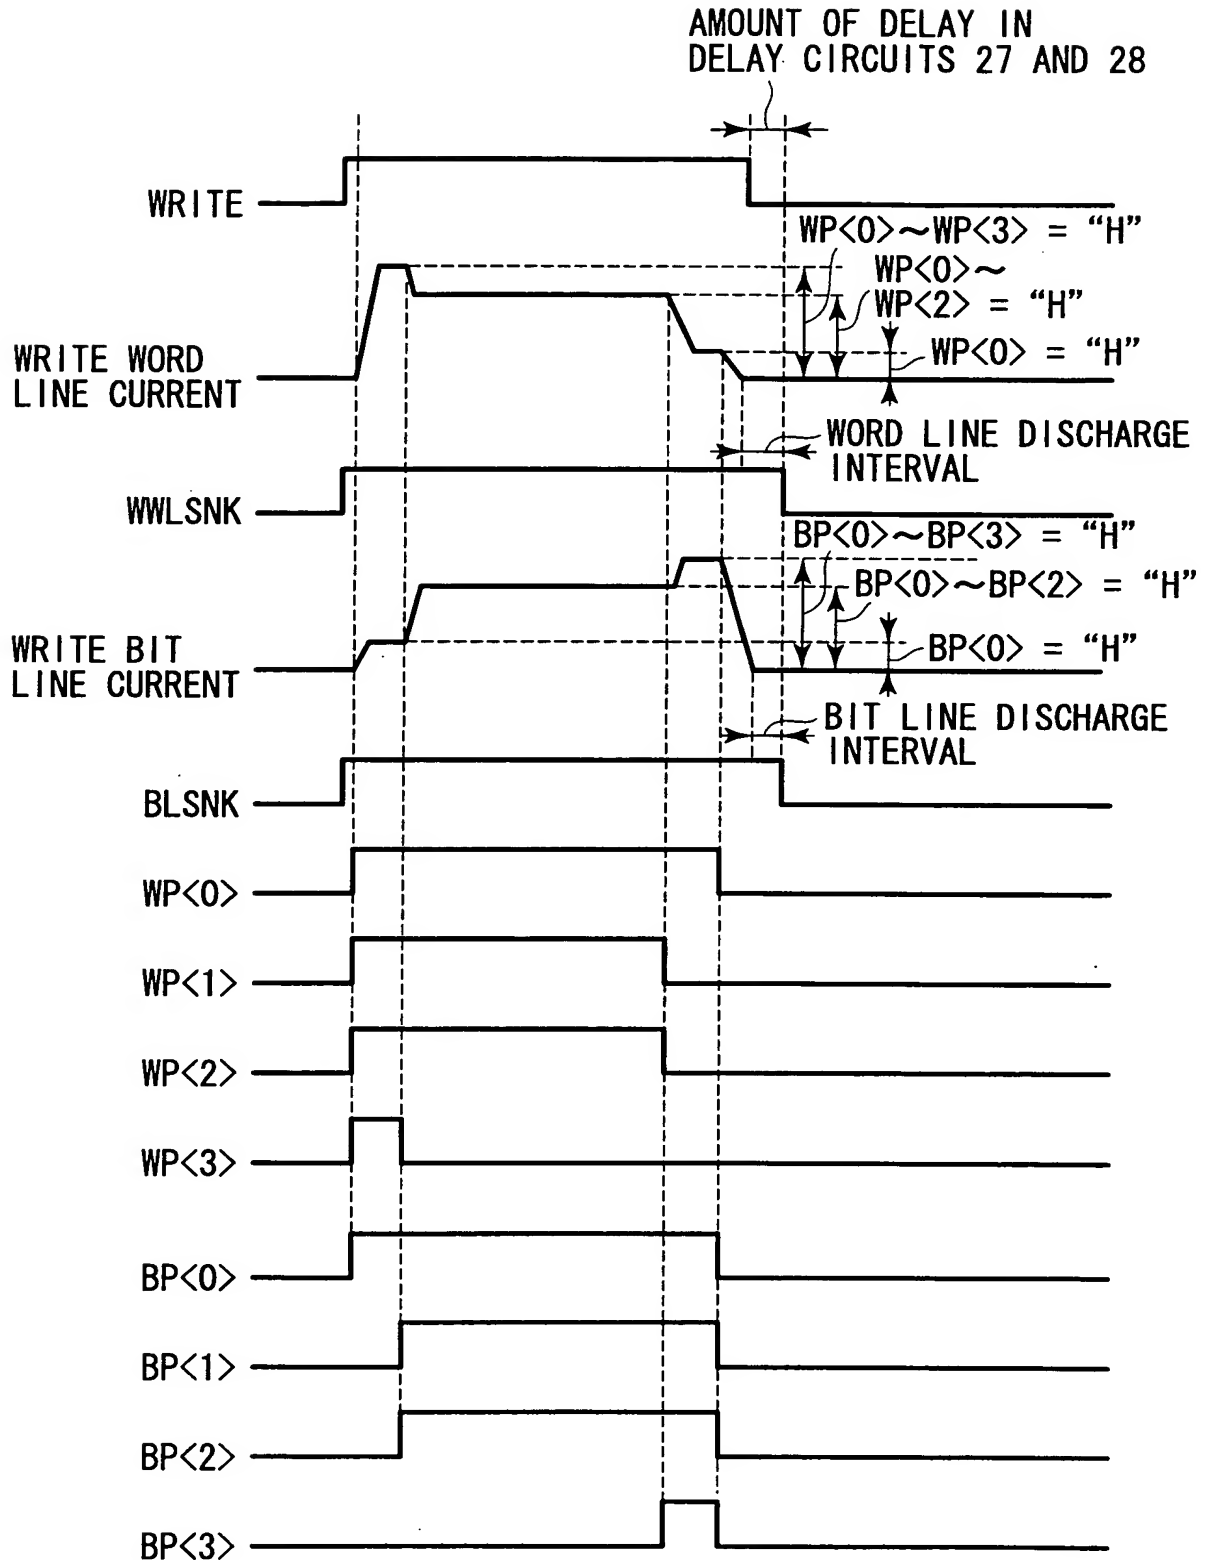 AMOUNT OF DELAY IN
DELAY CIRCUITS 27 AND 28
WRITE
WP<0>～WP<3> = “H”
WP<0>～
WP<2> = “H”
WRITE WORD
LINE CURRENT
WP<0> = “H”
WORD LINE DISCHARGE
INTERVAL
WWLSNK
BP<0>～BP<3> = “H”
BP<0>～BP<2> = “H”
WRITE BIT
LINE CURRENT
BP<0> = “H”
BIT LINE DISCHARGE
INTERVAL
BLSNK
WP<0>
WP<1>
WP<2>
WP<3>
BP<0>
BP<1>
BP<2>
BP<3>